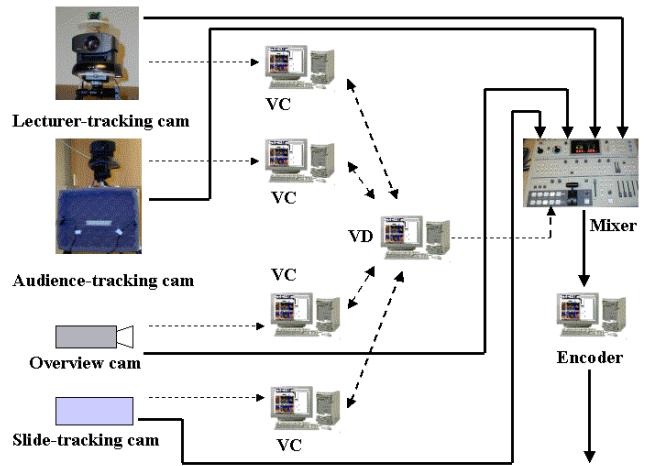 VC
Lecturer-tracking cam
VC
VD
Mixer
Audience-tracking cam
VC
Overview cam
Encoder
Slide-tracking cam
VC